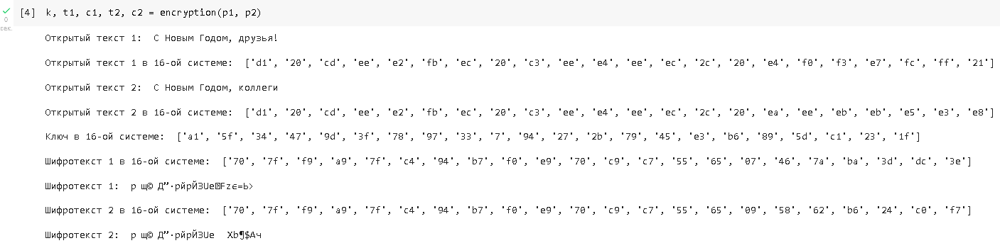 [4] k, t1, c1, t2, c2 = encryption(p1, p2)
0
сек.
Открытый текст 1:  С Новым Годом, друзья!
Открытый текст 1 в 16-ой системе:  ['d1', '20', 'cd', 'ee', 'e2', 'fb', 'ec', '20', 'c3', 'ee', 'e4', 'ee', 'ec', '2c', '20', 'e4', 'f0', 'f3', 'e7', 'fc', 'ff', '21']
Открытый текст 2:  С Новым Годом, коллеги
Открытый текст 2 в 16-ой системе:  ['d1', '20', 'cd', 'ee', 'e2', 'fb', 'ec', '20', 'c3', 'ee', 'e4', 'ee', 'ec', '2c', '20', 'ea', 'ee', 'eb', 'eb', 'e5', 'e3', 'e8']
Ключ в 16-ой системе:  ['a1', '5f', '34', '47', '9d', '3f', '78', '97', '33', '7', '94', '27', '2b', '79', '45', 'e3', 'b6', '89', '5d', 'c1', '23', '1f']
Шифротекст 1 в 16-ой системе:  ['70', '7f', 'f9', 'a9', '7f', 'c4', '94', 'b7', 'f0', 'e9', '70', 'c9', 'c7', '55', '65', '07', '46', '7a', 'ba', '3d', 'dc', '3e']
Шифротекст 1:  p щ© Д”·рйpЙЗUeFzє=Ь>
Шифротекст 2 в 16-ой системе:  ['70', '7f', 'f9', 'a9', '7f', 'c4', '94', 'b7', 'f0', 'e9', '70', 'c9', 'c7', '55', '65', '09', '58', '62', 'b6', '24', 'c0', 'f7']
Шифротекст 2:  p щ© Д”·рйpЙЗUe  Xb¶$Ач